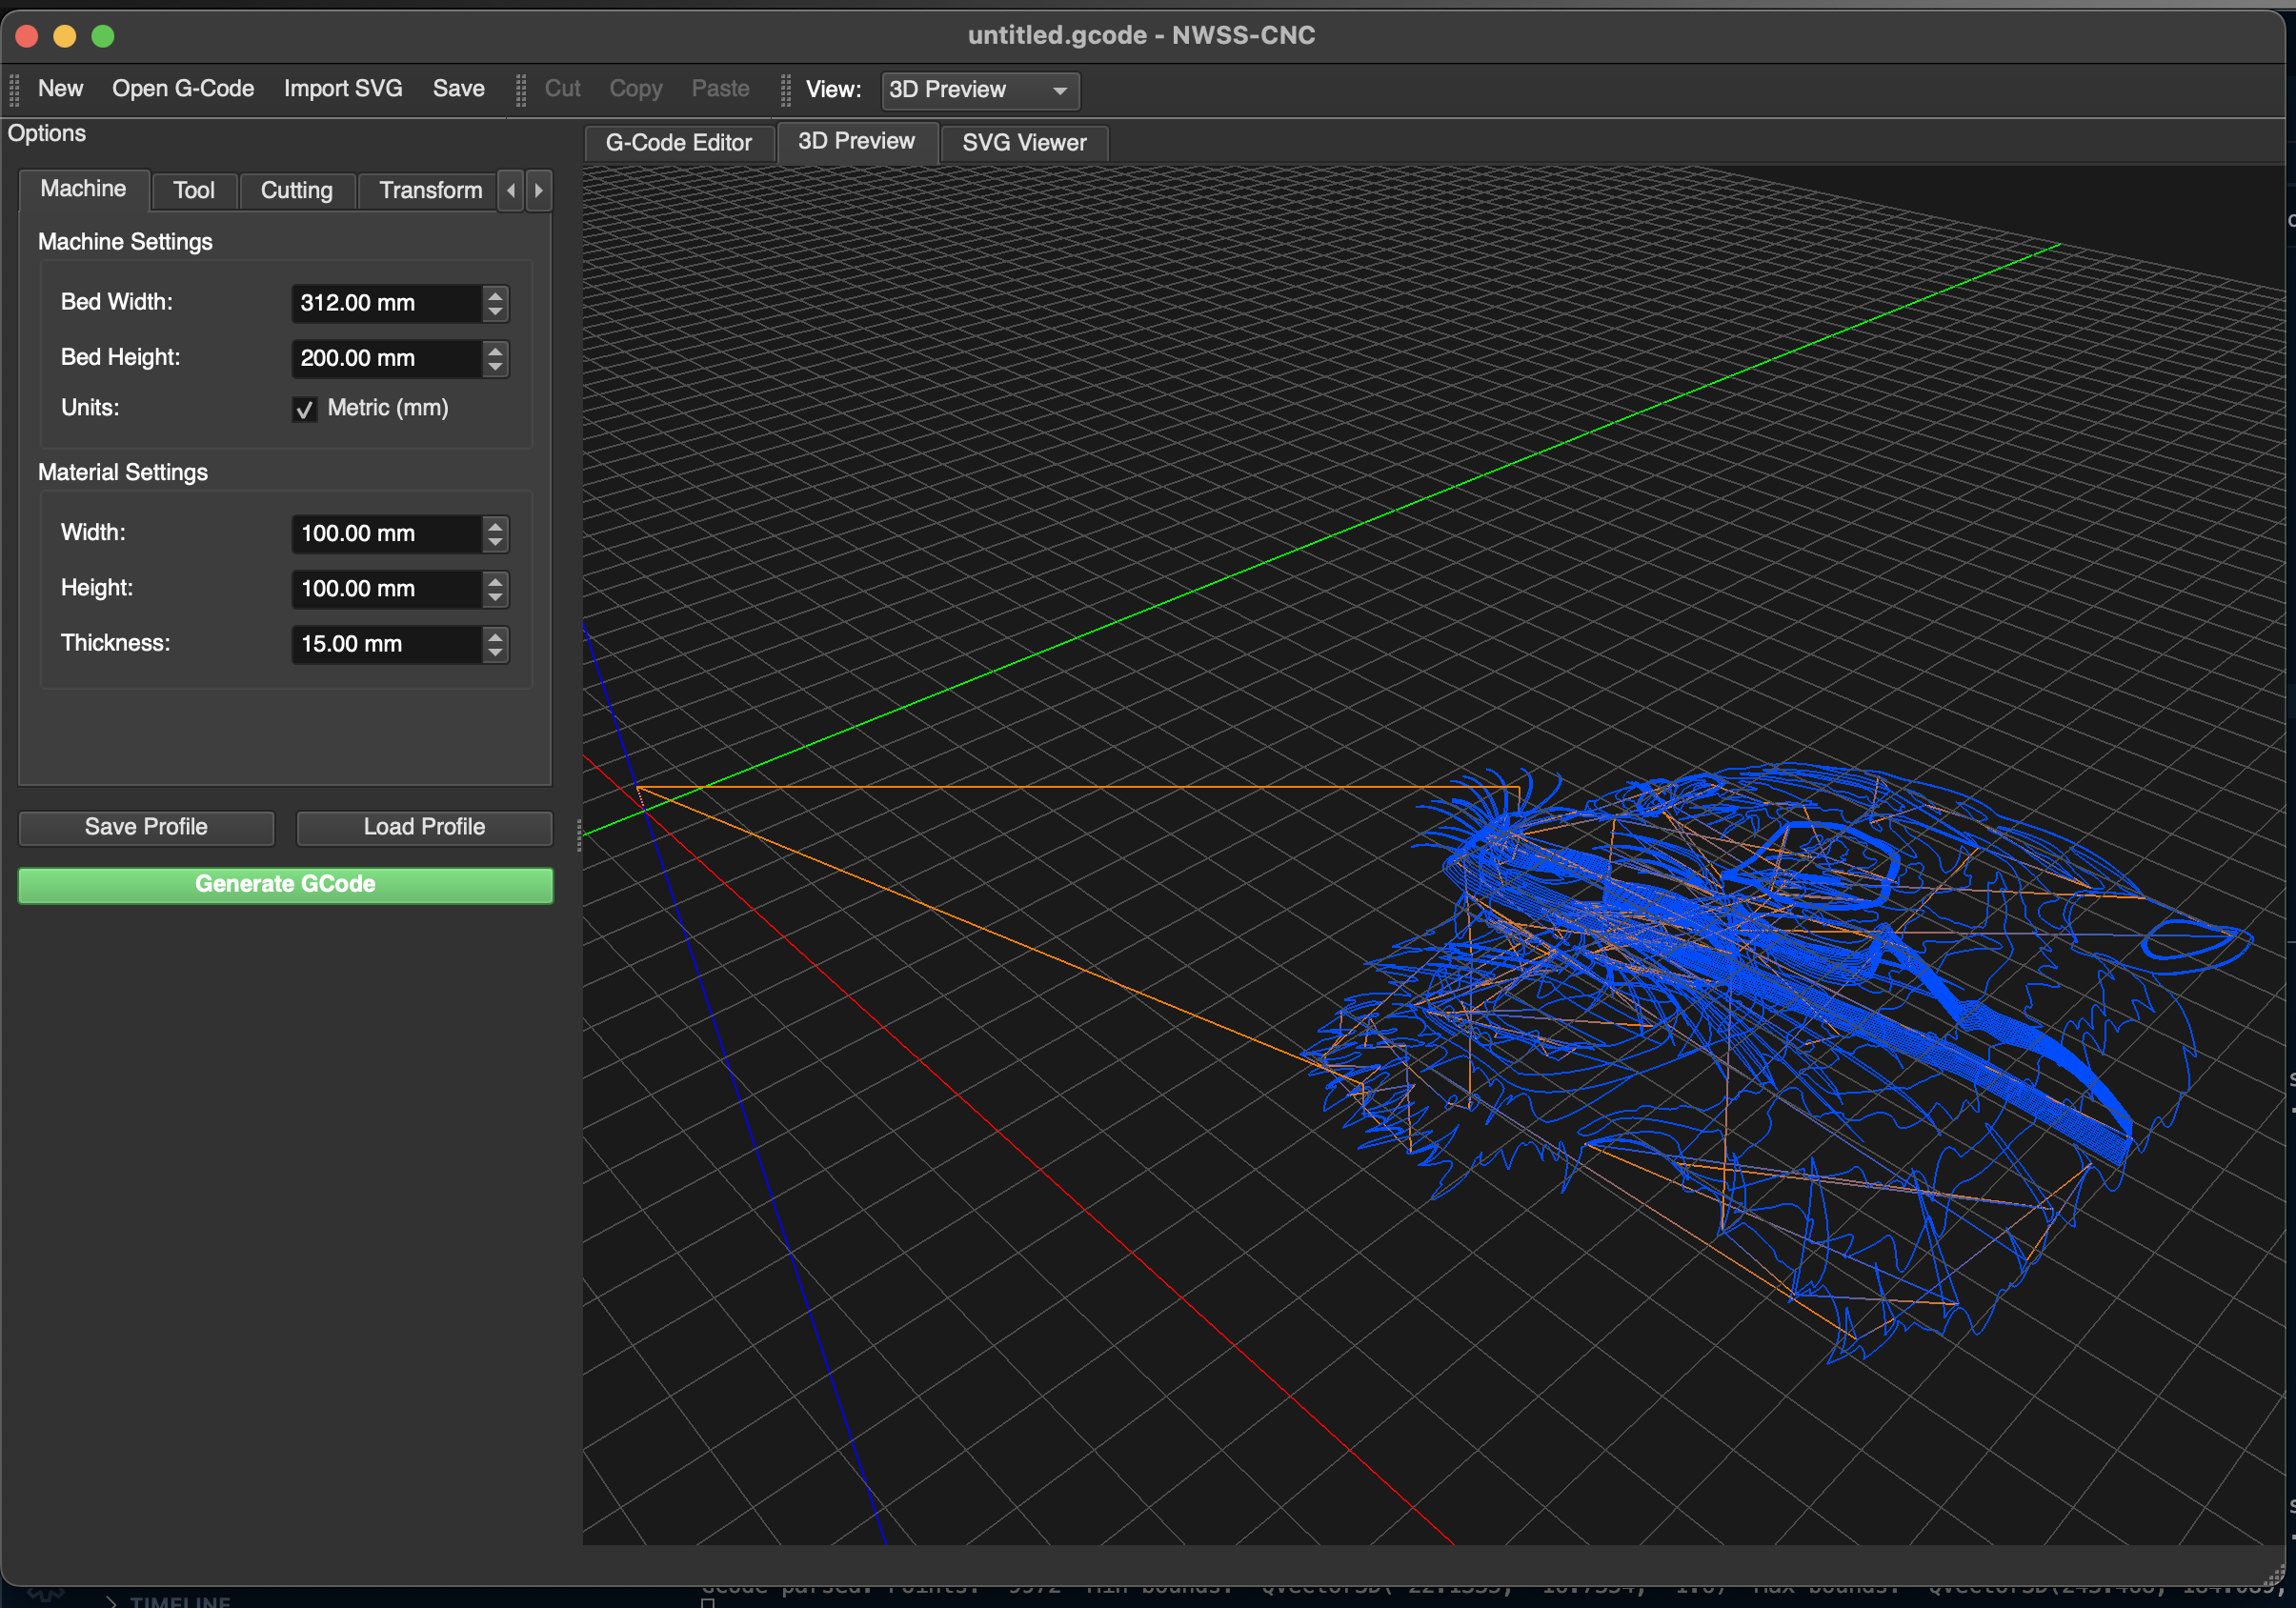 untitled.gcode - NWSS-CNC
New Open G-Code Import SVG Save Cut Copy Paste View: 3D Preview
Options
G-Code Editor 3D Preview SVG Viewer
Machine Tool Cutting Transform
Machine Settings
Bed Width: 312.00 mm
Bed Height: 200.00 mm
Units: Metric (mm)
Material Settings
Width: 100.00 mm
Height: 100.00 mm
Thickness: 15.00 mm
Save Profile Load Profile
Generate GCode
TIMELINE